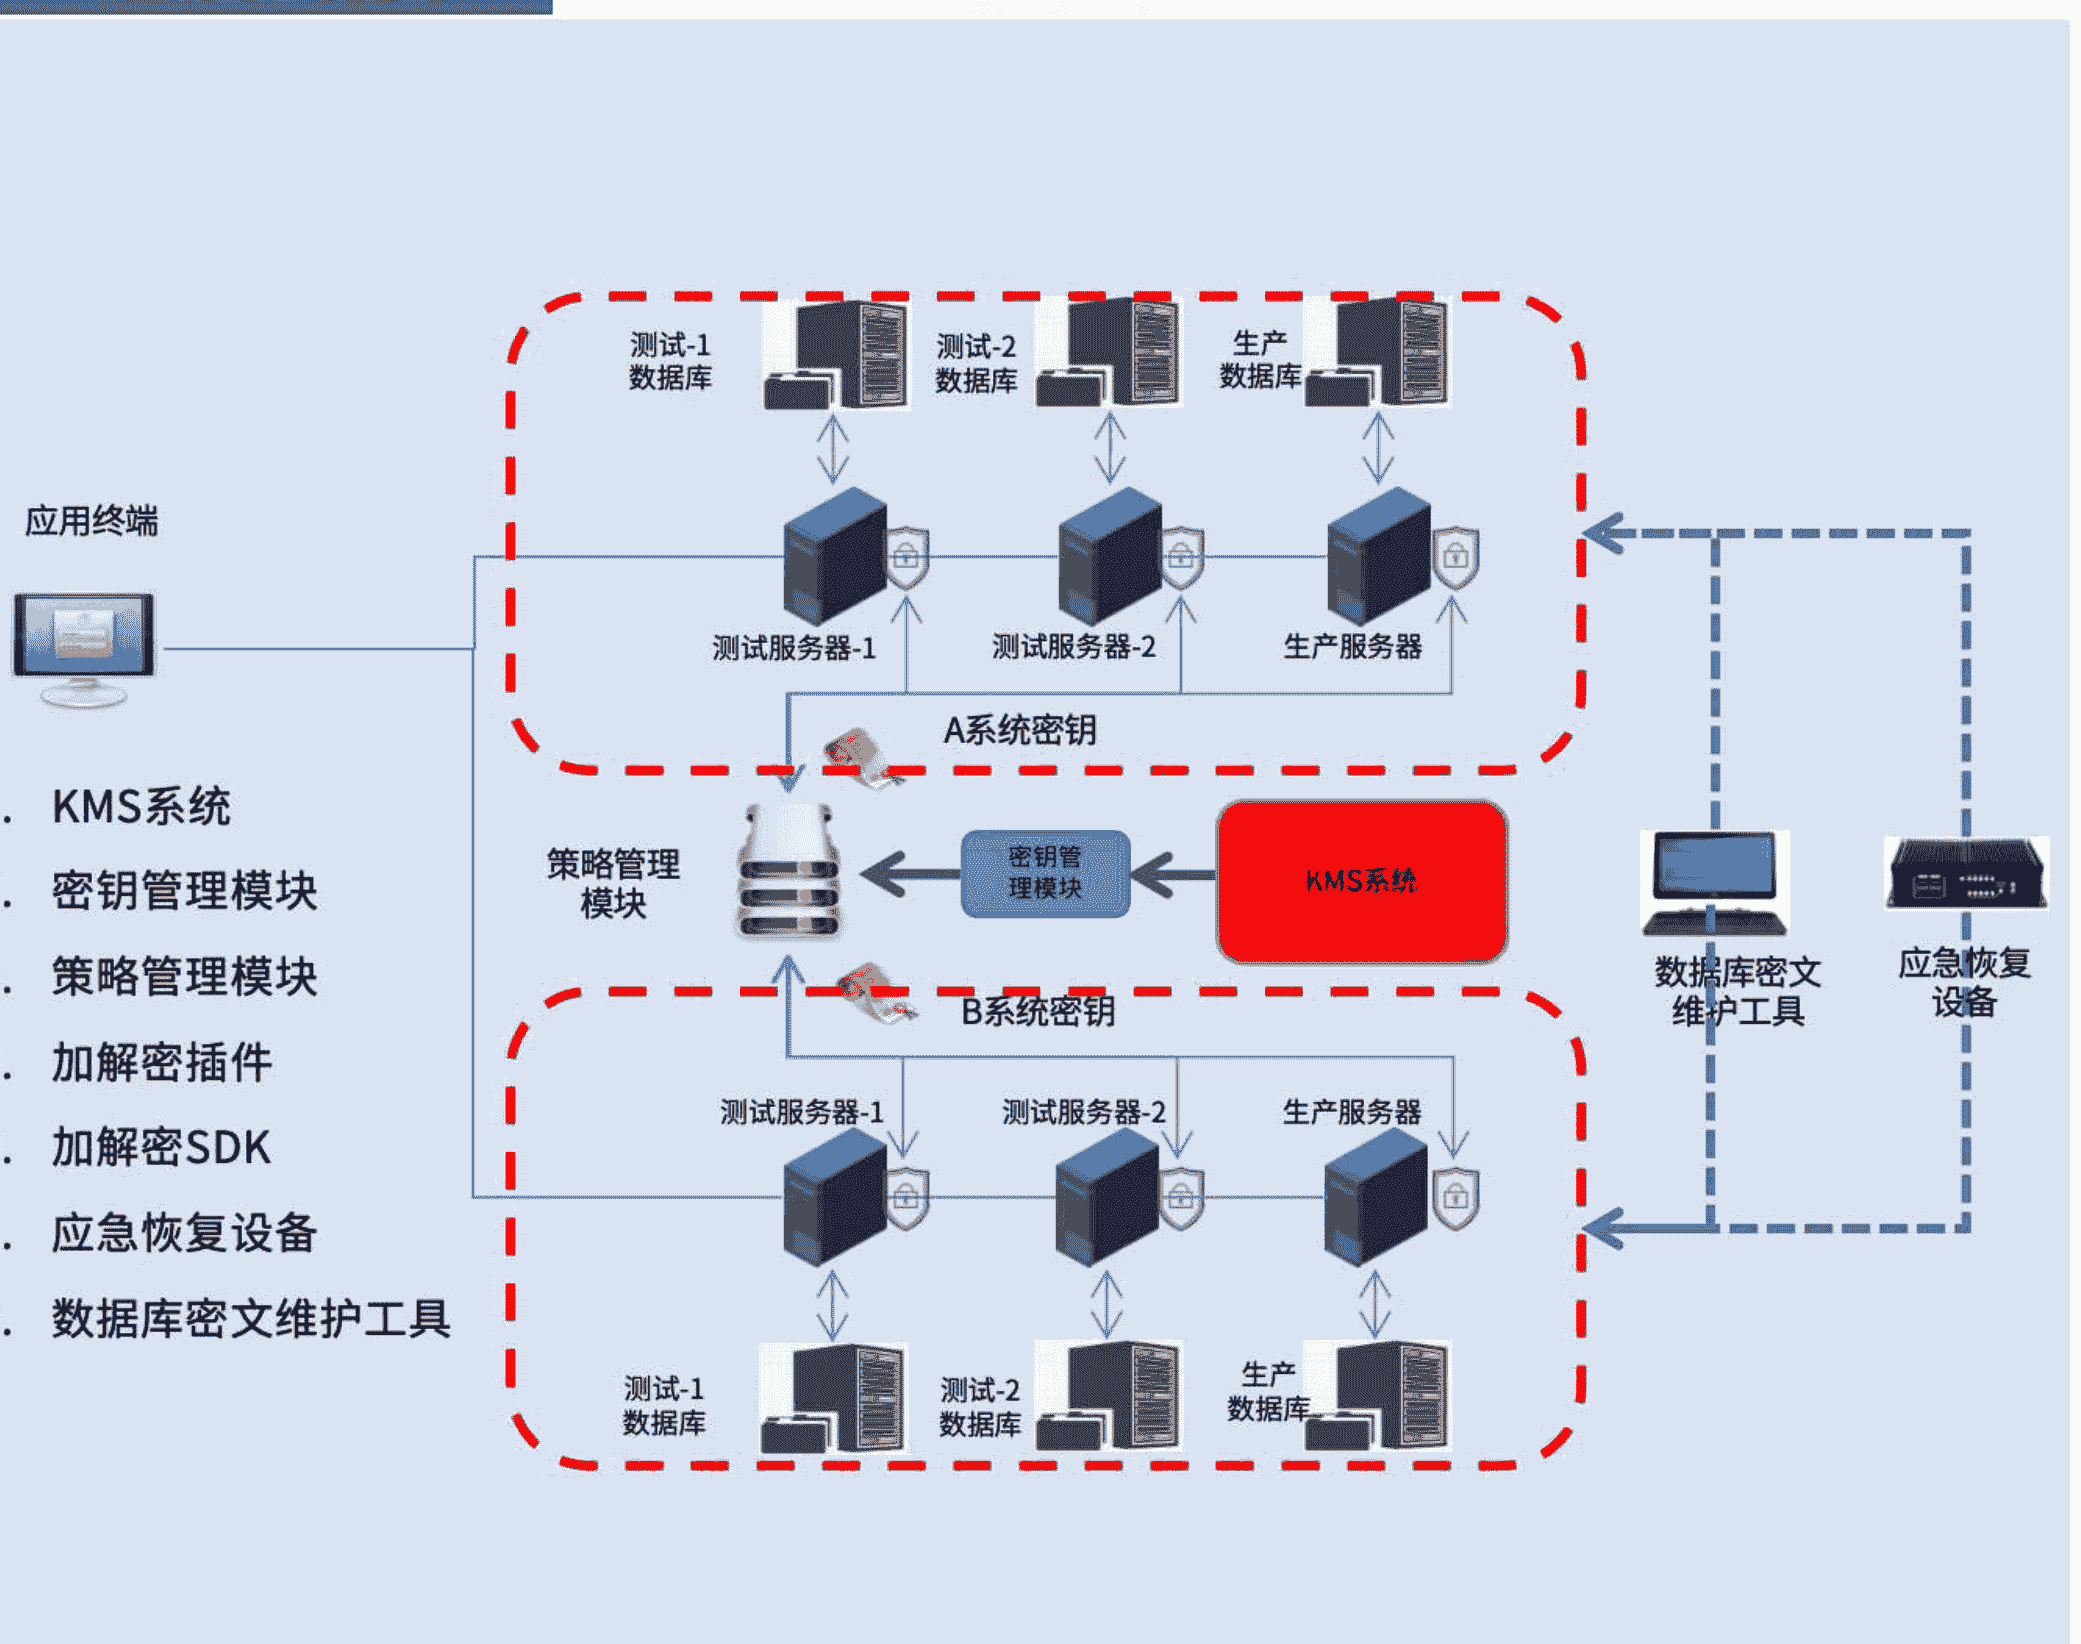 测试-1
数据库
测试-2
数据库
生产
数据库
应用终端
测试服务器-1
测试服务器-2
生产服务器
A系统密钥
. KMS系统
. 密钥管理模块
. 策略管理模块
. 加解密插件
. 加解密SDK
. 应急恢复设备
. 数据库密文维护工具
策略管理
模块
密钥管
理模块
KMS系统
数据库密文
维护工具
应急恢复
设备
B系统密钥
测试服务器-1
测试服务器-2
生产服务器
测试-1
数据库
测试-2
数据库
生产
数据库